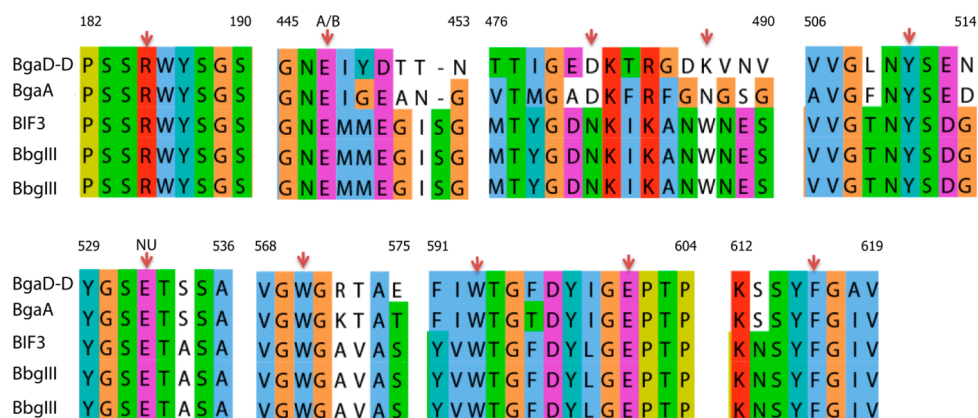 182 190 445 A/B 453 476 490 506 514
BgaD-D P S S R W Y S G S G N E I Y D T T - N T T I G E D K T R G D K V N V V V G L N Y S E N
BgaA P S S R W Y S G S G N E I G E A N - G V T M G A D K F R F G N G S G A V G F N Y S E D
BIF3 P S S R W Y S G S G N E M M E G I S G M T Y G D N K I K A N W N E S V V G T N Y S D G
BbgIII P S S R W Y S G S G N E M M E G I S G M T Y G D N K I K A N W N E S V V G T N Y S D G
BbgIII P S S R W Y S G S G N E M M E G I S G M T Y G D N K I K A N W N E S V V G T N Y S D G
529 NU 536 568 575 591 604 612 619
BgaD-D Y G S E T S S A V G W G R T A E F I W T G F D Y I G E P T P K S S Y F G A V
BgaA Y G S E T S S A V G W G K T A T F I W T G T D Y I G E P T P K S S Y F G I V
BIF3 Y G S E T A S A V G W G A V A S Y V W T G F D Y L G E P T P K N S Y F G I V
BbgIII Y G S E T A S A V G W G A V A S Y V W T G F D Y L G E P T P K N S Y F G I V
BbgIII Y G S E T A S A V G W G A V A S Y V W T G F D Y L G E P T P K N S Y F G I V